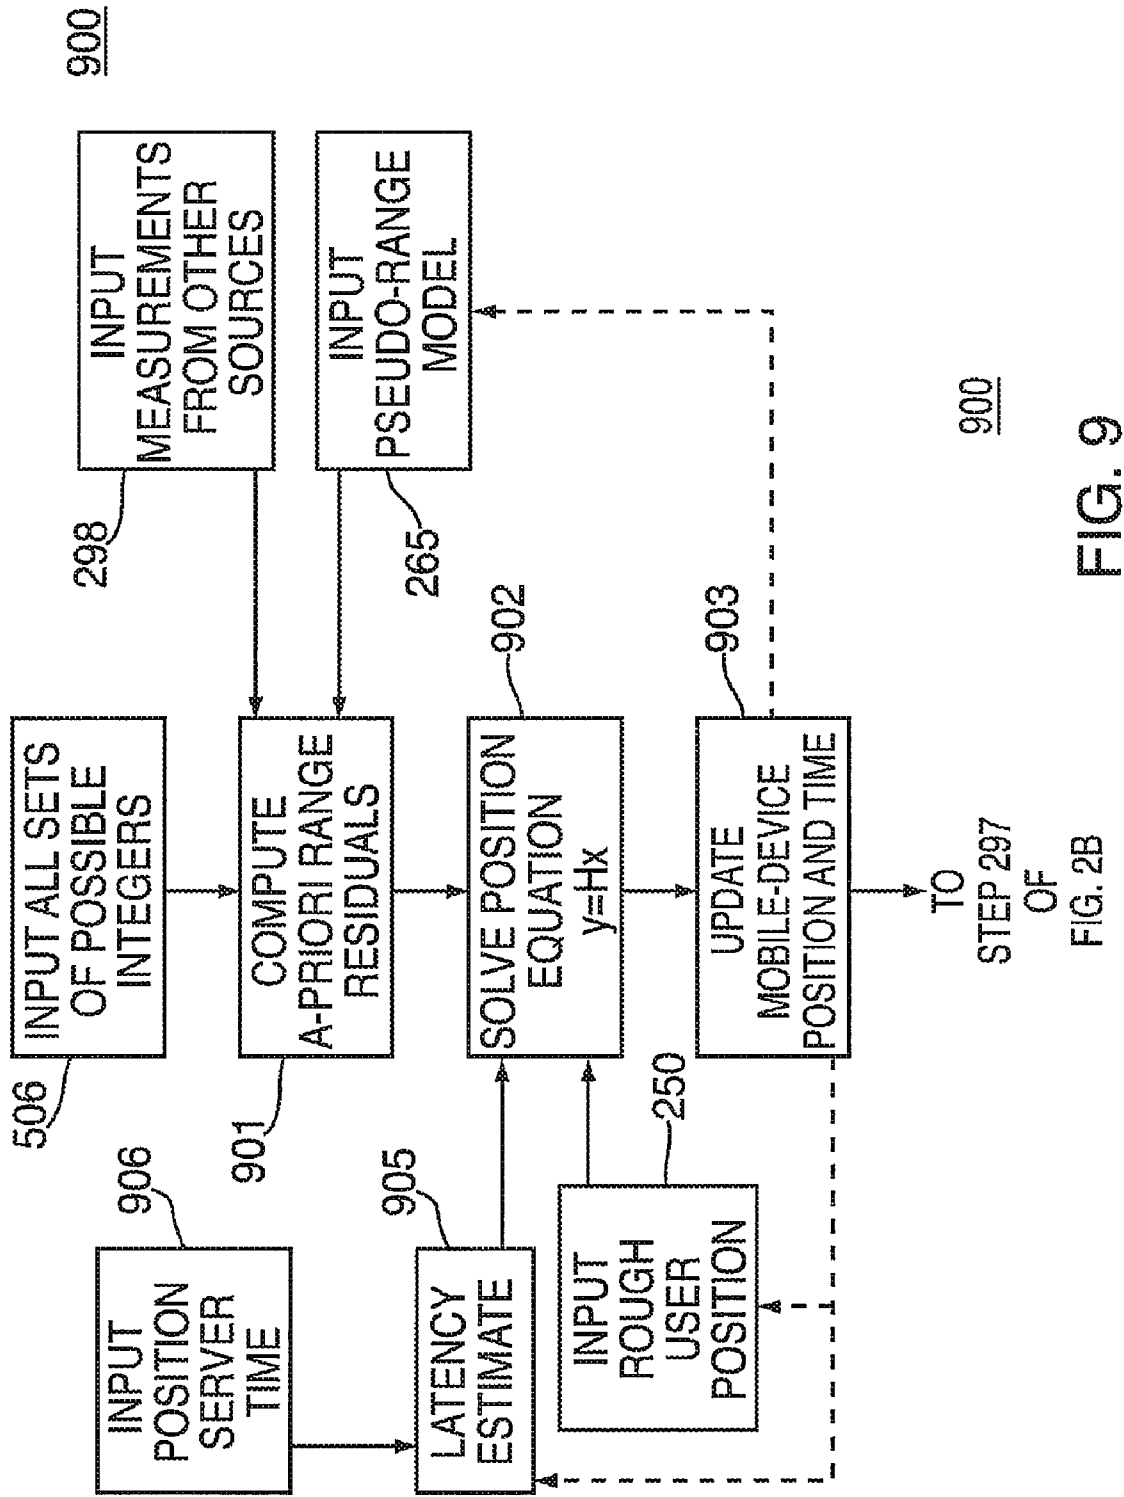 900
506
INPUT ALL SETS
OF POSSIBLE
INTEGERS
298
INPUT
MEASUREMENTS
FROM OTHER
SOURCES
906
INPUT
POSITION
SERVER
TIME
901
COMPUTE
A-PRIORI RANGE
RESIDUALS
265
INPUT
PSEUDO-RANGE
MODEL
905
LATENCY
ESTIMATE
902
SOLVE POSITION
EQUATION
y=Hx
250
INPUT
ROUGH
USER
POSITION
903
UPDATE
MOBILE-DEVICE
POSITION AND TIME
TO
STEP 297
OF
FIG. 2B
900
FIG. 9